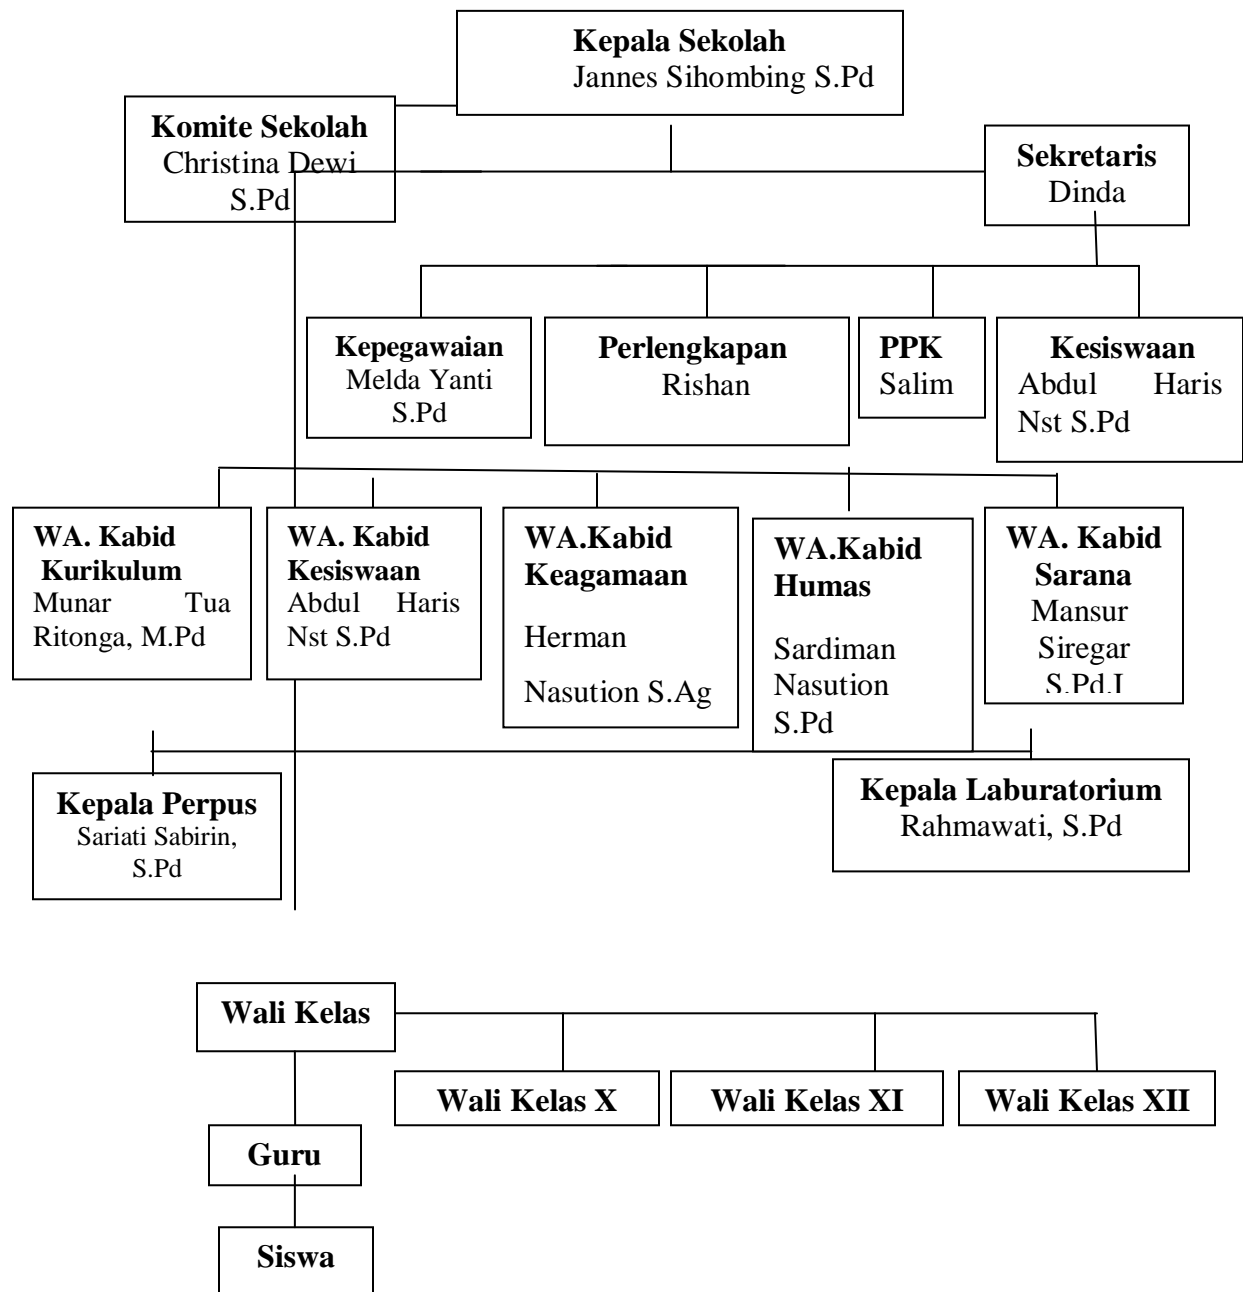 Kepala Sekolah
Jannes Sihombing S.Pd
Komite Sekolah
Christina Dewi
S.Pd
Sekretaris
Dinda
Kepegawaian
Melda Yanti
S.Pd
Perlengkapan
Rishan
PPK
Salim
Kesiswaan
Abdul Haris
Nst S.Pd
WA. Kabid
Kurikulum
Munar Tua
Ritonga, M.Pd
WA. Kabid
Kesiswaan
Abdul Haris
Nst S.Pd
WA.Kabid
Keagamaan
Herman
Nasution S.Ag
WA.Kabid
Humas
Sardiman
Nasution
S.Pd
WA. Kabid
Sarana
Mansur
Siregar
S.Pd.I
Kepala Perpus
Sariati Sabirin,
S.Pd
Kepala Laburatorium
Rahmawati, S.Pd
Wali Kelas
Wali Kelas X
Wali Kelas XI
Wali Kelas XII
Guru
Siswa